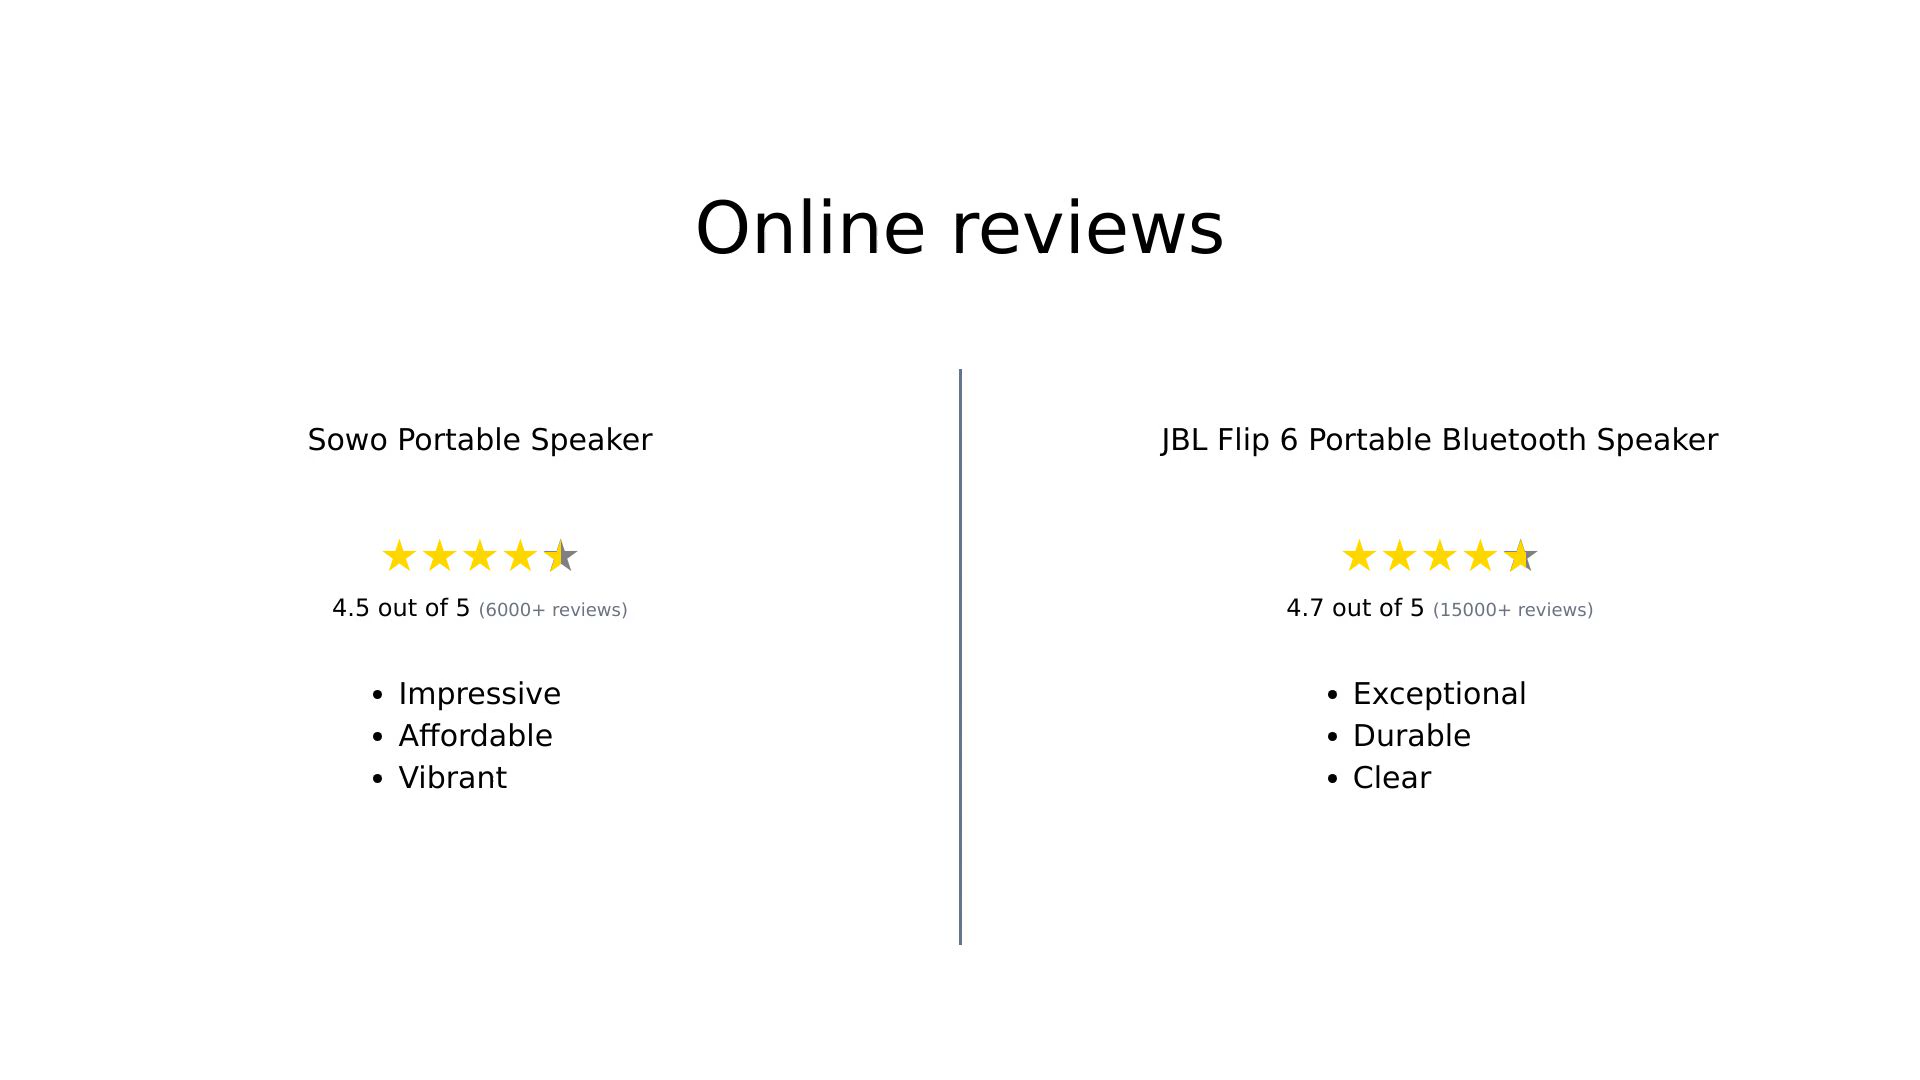 Online reviews
Sowo Portable Speaker
★★★★★
4.5 out of 5 (6000+ reviews)
• Impressive
• Affordable
• Vibrant
JBL Flip 6 Portable Bluetooth Speaker
★★★★★
4.7 out of 5 (15000+ reviews)
• Exceptional
• Durable
• Clear